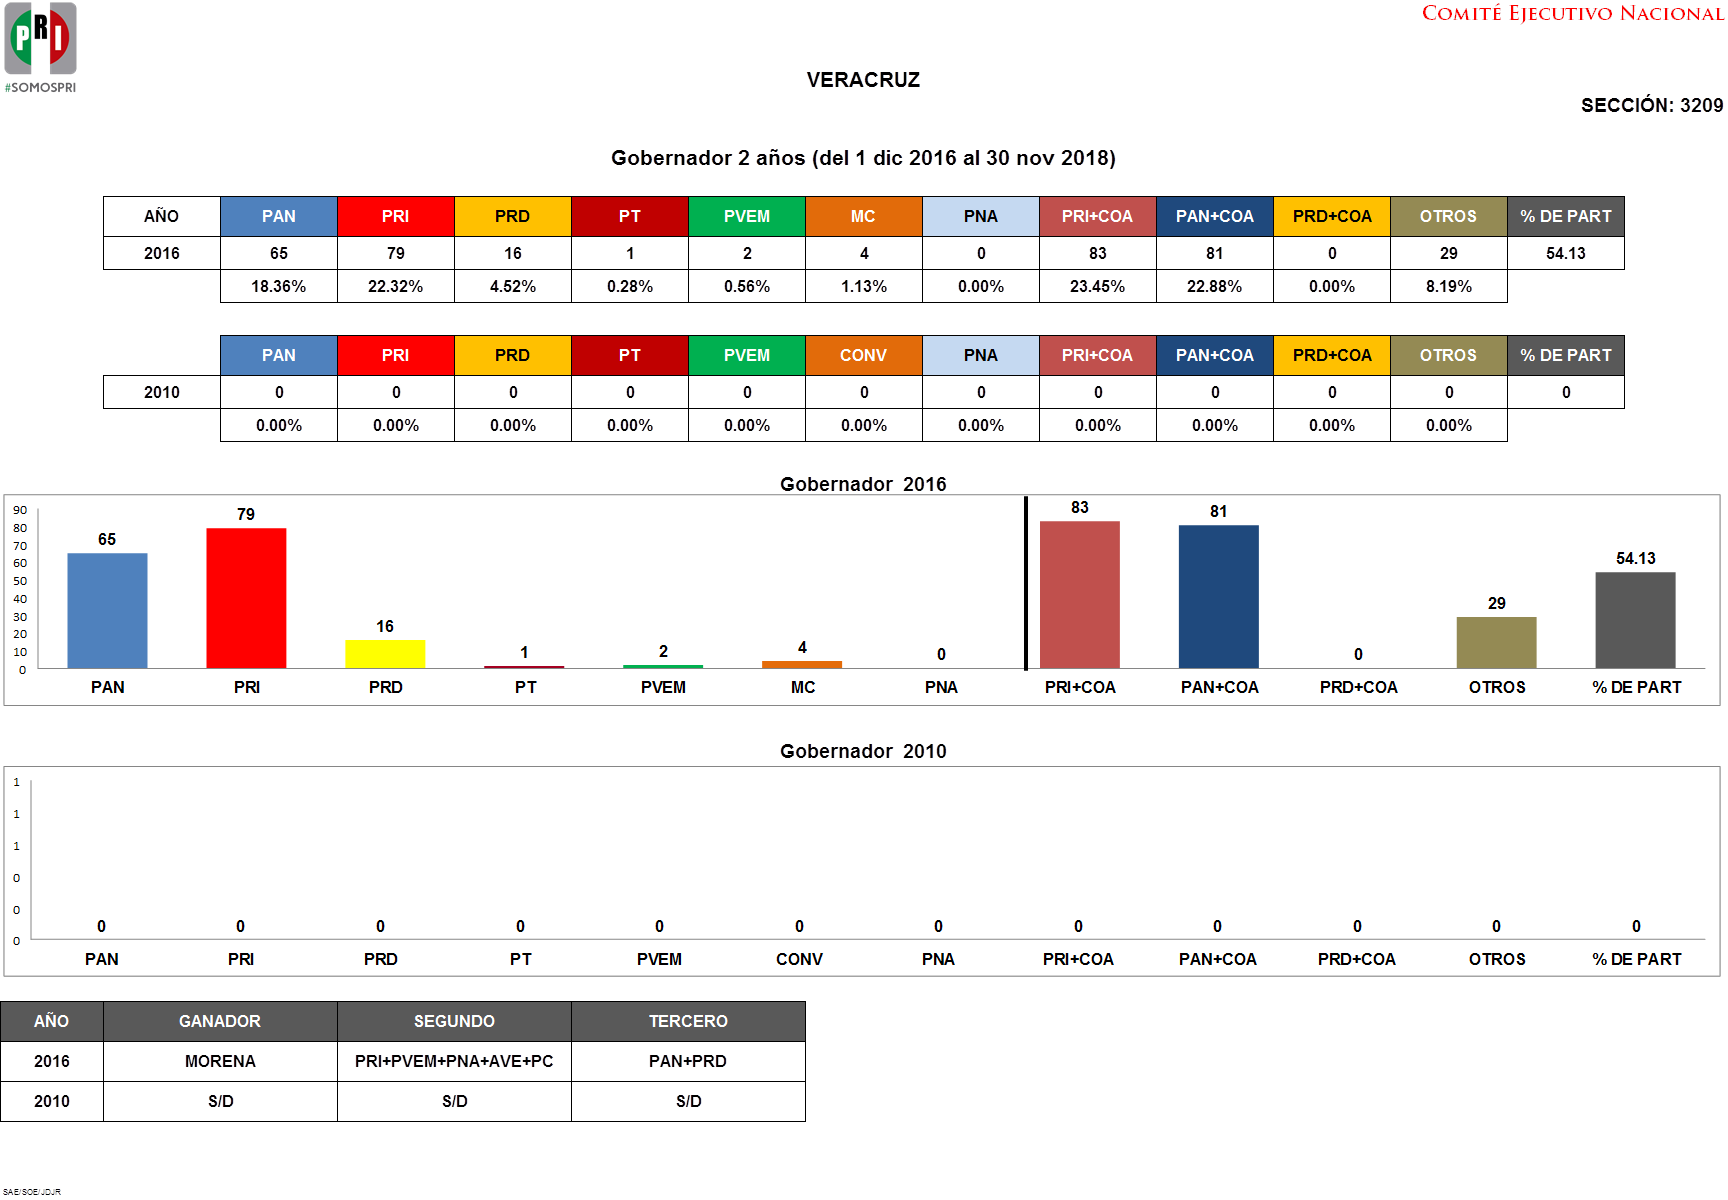 PRI
#SOMOSPRI
COMITÉ EJECUTIVO NACIONAL
VERACRUZ
SECCIÓN: 3209
Gobernador 2 años (del 1 dic 2016 al 30 nov 2018)
AÑO PAN PRI PRD PT PVEM MC PNA PRI+COA PAN+COA PRD+COA OTROS % DE PART
2016 65 79 16 1 2 4 0 83 81 0 29 54.13
18.36% 22.32% 4.52% 0.28% 0.56% 1.13% 0.00% 23.45% 22.88% 0.00% 8.19%
PAN PRI PRD PT PVEM CONV PNA PRI+COA PAN+COA PRD+COA OTROS % DE PART
2010 0 0 0 0 0 0 0 0 0 0 0 0
0.00% 0.00% 0.00% 0.00% 0.00% 0.00% 0.00% 0.00% 0.00% 0.00% 0.00%
Gobernador 2016
90
80
70
60
50
40
30
20
10
0
65 79 16 1 2 4 0 83 81 0 29 54.13
PAN PRI PRD PT PVEM MC PNA PRI+COA PAN+COA PRD+COA OTROS % DE PART
Gobernador 2010
1
1
1
0
0
0
0 0 0 0 0 0 0 0 0 0 0 0
PAN PRI PRD PT PVEM CONV PNA PRI+COA PAN+COA PRD+COA OTROS % DE PART
AÑO GANADOR SEGUNDO TERCERO
2016 MORENA PRI+PVEM+PNA+AVE+PC PAN+PRD
2010 S/D S/D S/D
SAE/SOE/JDJR